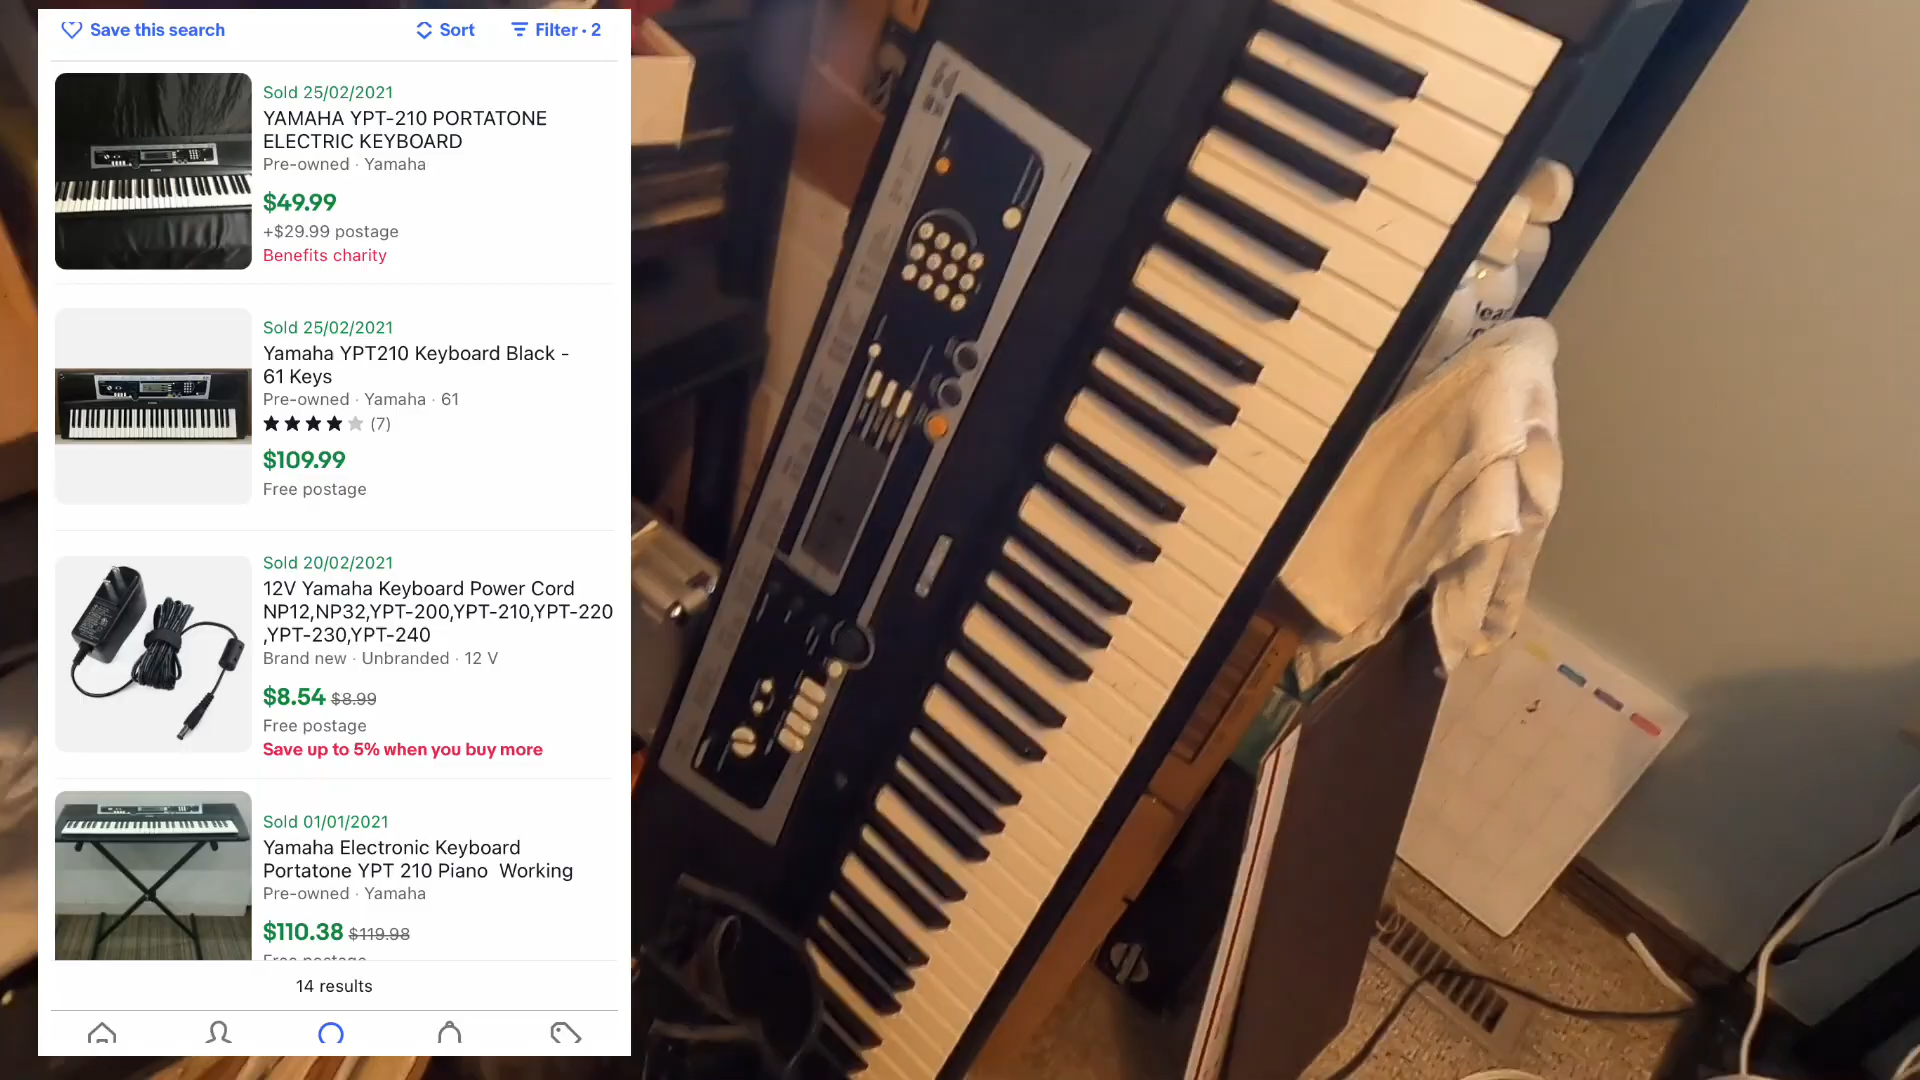 Save this search
Sort
Filter • 2
Sold 25/02/2021
YAMAHA YPT-210 PORTATONE
ELECTRIC KEYBOARD
Pre-owned · Yamaha
$49.99
+$29.99 postage
Benefits charity
Sold 25/02/2021
Yamaha YPT210 Keyboard Black -
61 Keys
Pre-owned · Yamaha · 61
(7)
$109.99
Free postage
Sold 20/02/2021
12V Yamaha Keyboard Power Cord
NP12,NP32,YPT-200,YPT-210,YPT-220
,YPT-230,YPT-240
Brand new · Unbranded · 12 V
$8.54 $8.99
Free postage
Save up to 5% when you buy more
Sold 01/01/2021
Yamaha Electronic Keyboard
Portatone YPT 210 Piano Working
Pre-owned · Yamaha
$110.38 $119.98
Free postage
14 results